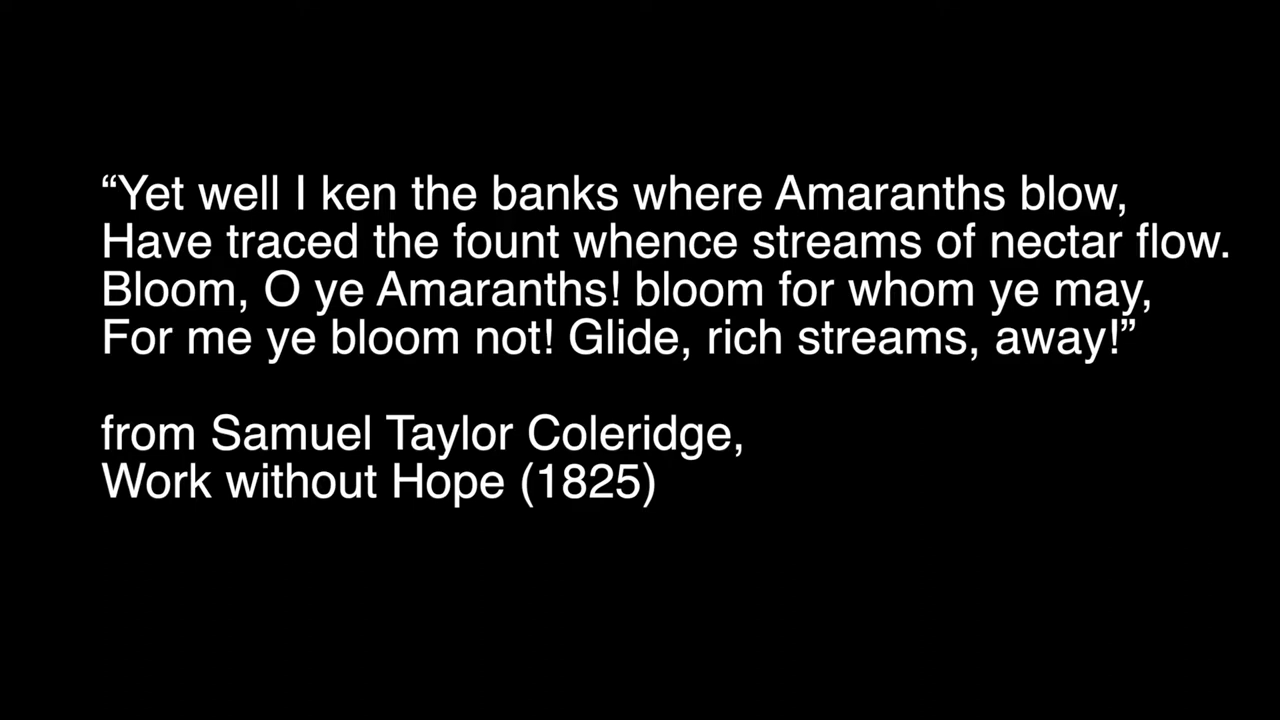 “Yet well I ken the banks where Amaranths blow,
Have traced the fount whence streams of nectar flow.
Bloom, O ye Amaranths! bloom for whom ye may,
For me ye bloom not! Glide, rich streams, away!”
from Samuel Taylor Coleridge,
Work without Hope (1825)